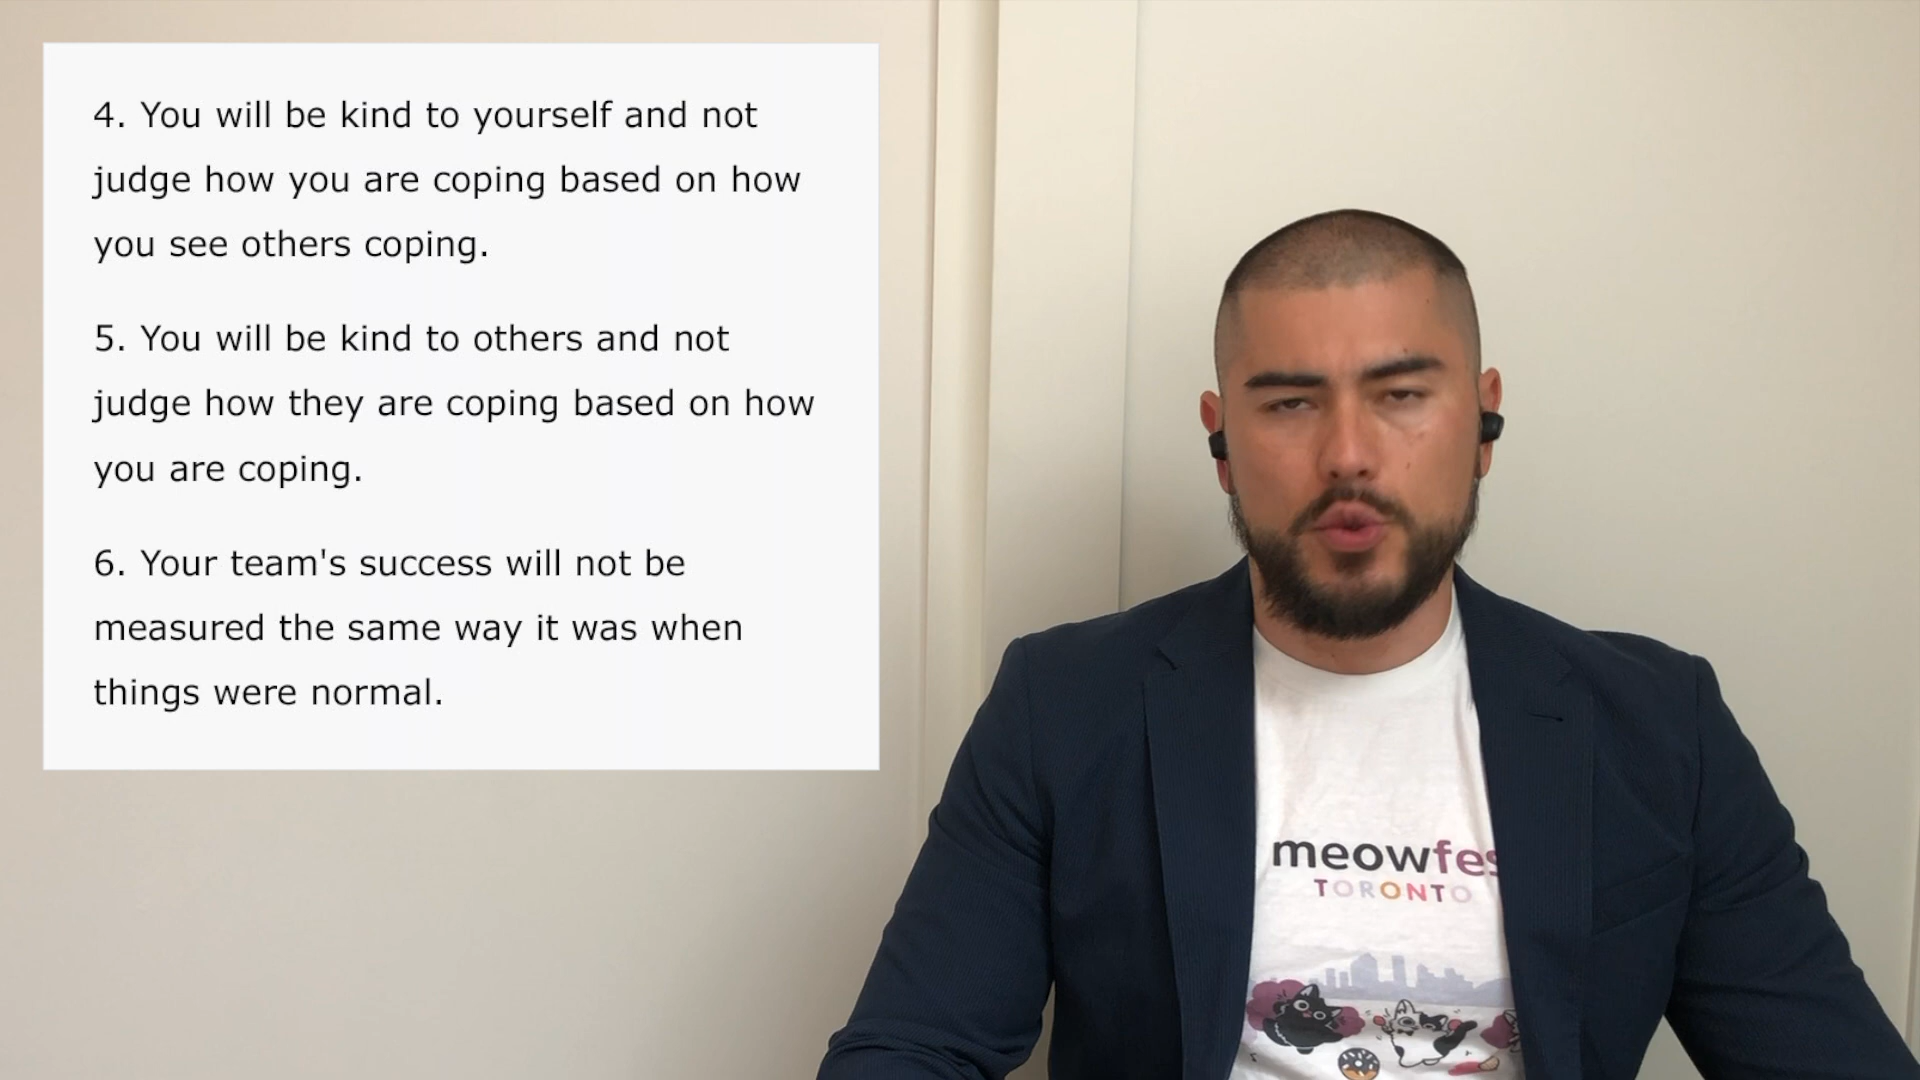 4. You will be kind to yourself and not
judge how you are coping based on how
you see others coping.
5. You will be kind to others and not
judge how they are coping based on how
you are coping.
6. Your team's success will not be
measured the same way it was when
things were normal.
meowfes
TORONTO